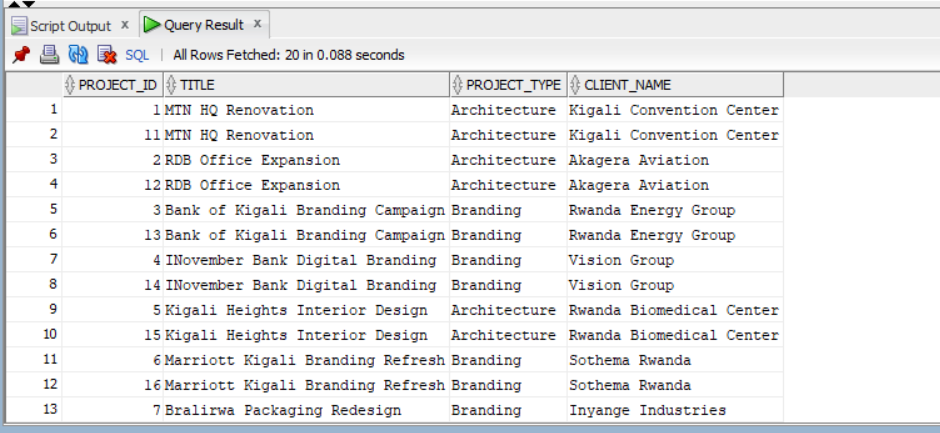 Script Output x Query Result x
SQL | All Rows Fetched: 20 in 0.088 seconds
PROJECT_ID TITLE PROJECT_TYPE CLIENT_NAME
1 1 MTN HQ Renovation Architecture Kigali Convention Center
2 11 MTN HQ Renovation Architecture Kigali Convention Center
3 2 RDB Office Expansion Architecture Akagera Aviation
4 12 RDB Office Expansion Architecture Akagera Aviation
5 3 Bank of Kigali Branding Campaign Branding Rwanda Energy Group
6 13 Bank of Kigali Branding Campaign Branding Rwanda Energy Group
7 4 INovember Bank Digital Branding Branding Vision Group
8 14 INovember Bank Digital Branding Branding Vision Group
9 5 Kigali Heights Interior Design Architecture Rwanda Biomedical Center
10 15 Kigali Heights Interior Design Architecture Rwanda Biomedical Center
11 6 Marriott Kigali Branding Refresh Branding Sothema Rwanda
12 16 Marriott Kigali Branding Refresh Branding Sothema Rwanda
13 7 Bralirwa Packaging Redesign Branding Inyange Industries